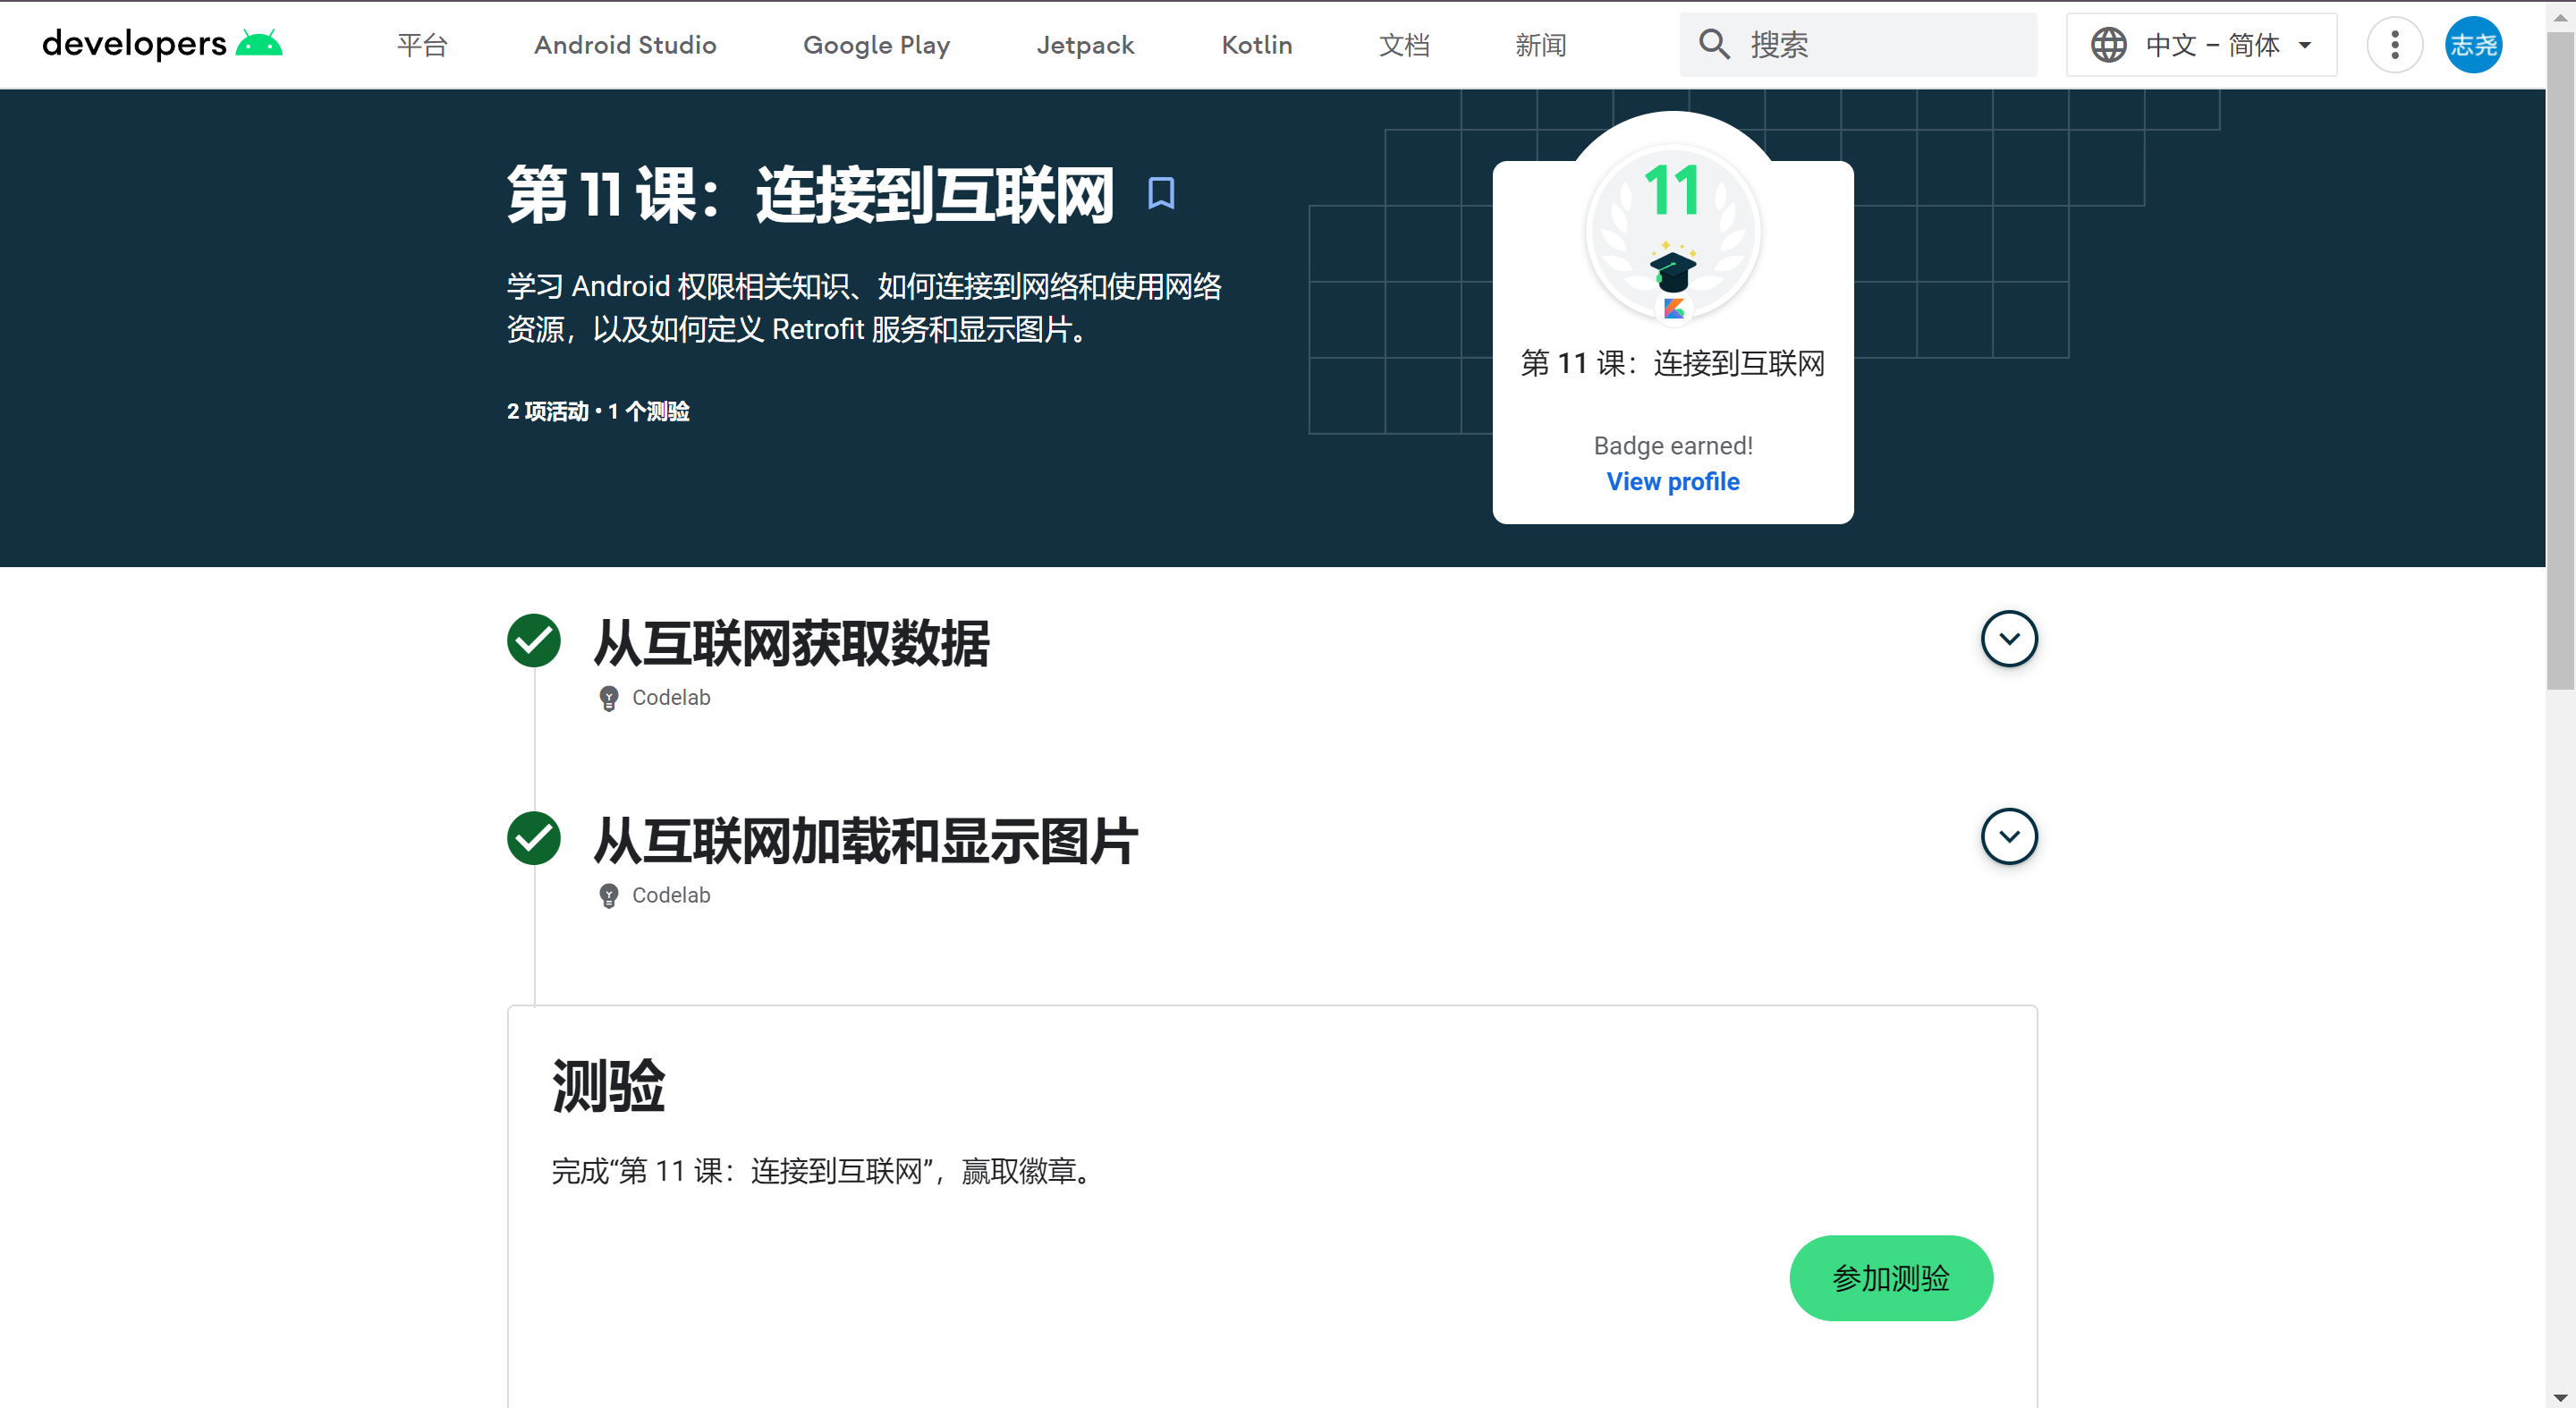 developers
平台
Android Studio
Google Play
Jetpack
Kotlin
文档
新闻
搜索
中文 – 简体
志尧
第 11 课：连接到互联网
学习 Android 权限相关知识、如何连接到网络和使用网络
资源，以及如何定义 Retrofit 服务和显示图片。
2 项活动 • 1 个测验
11
第 11 课：连接到互联网
Badge earned!
View profile
从互联网获取数据
Codelab
从互联网加载和显示图片
Codelab
测验
完成“第 11 课：连接到互联网”，赢取徽章。
参加测验